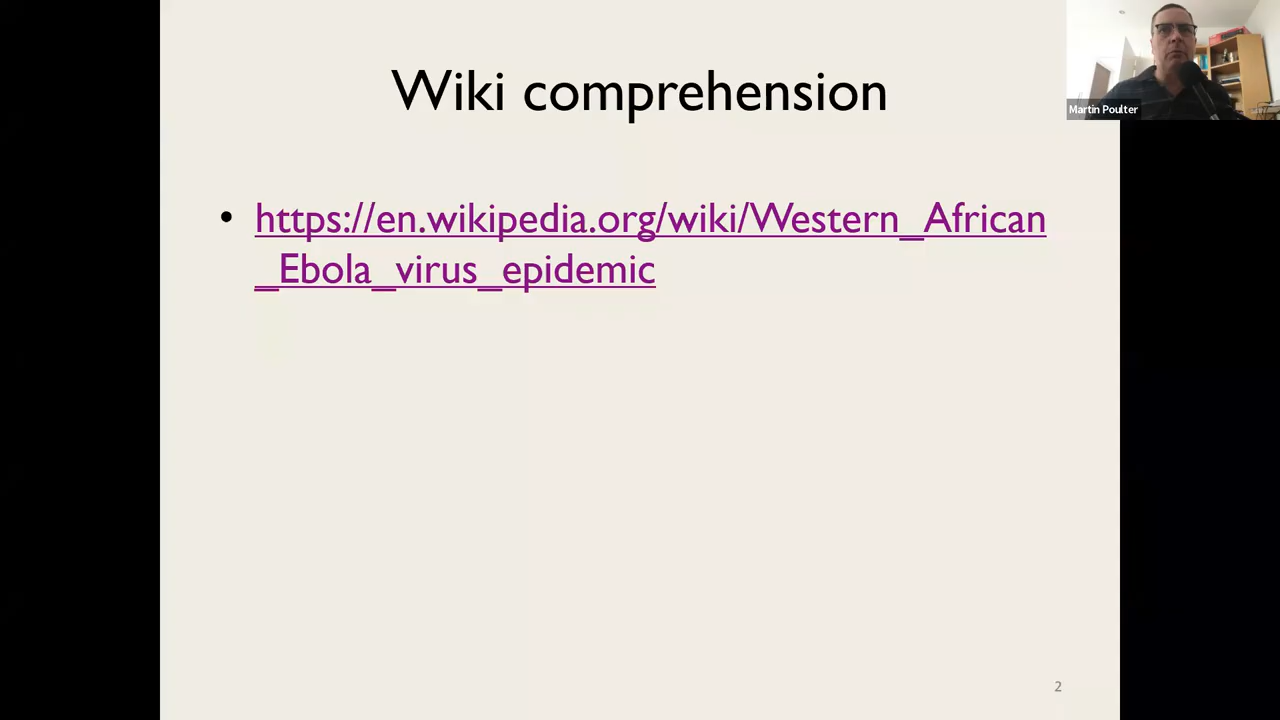 Wiki comprehension
Martin Poulter
• https://en.wikipedia.org/wiki/Western_African
_Ebola_virus_epidemic
2